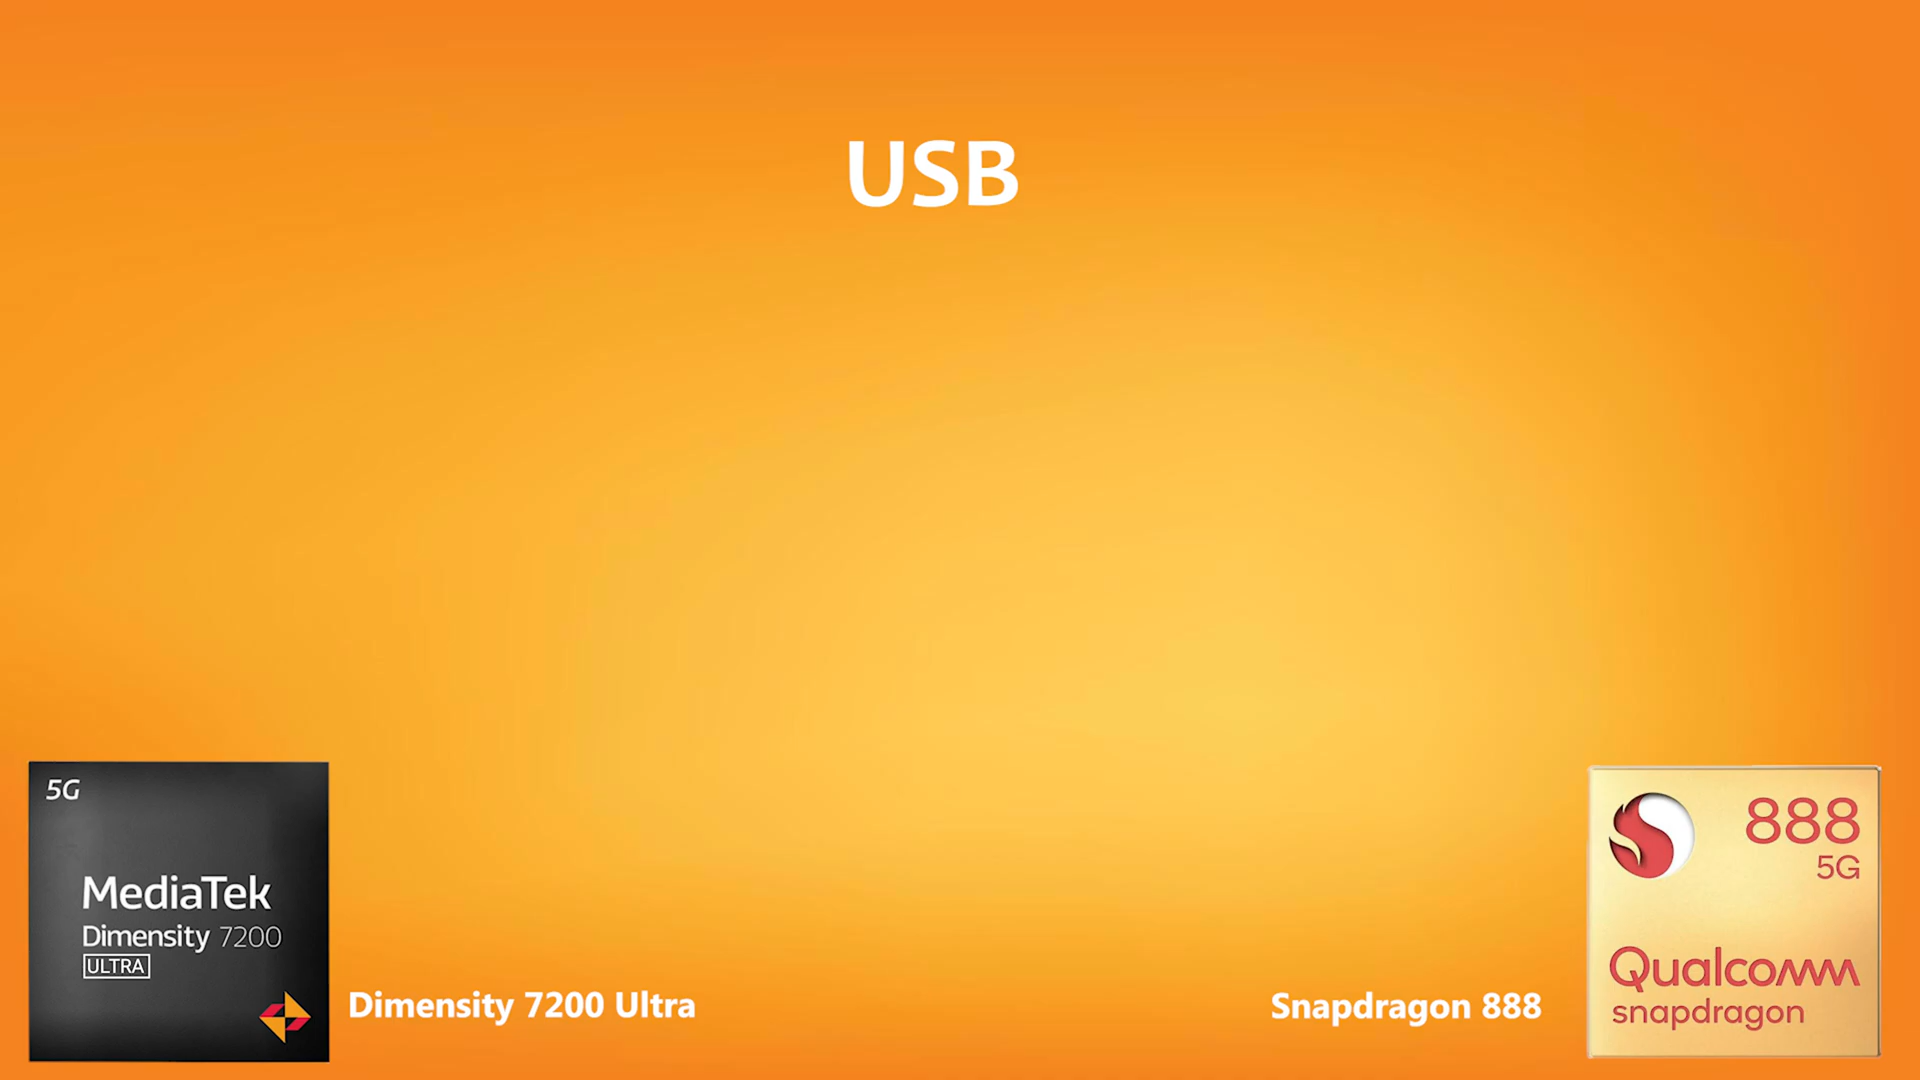 USB
5G
MediaTek
Dimensity 7200
ULTRA
Dimensity 7200 Ultra
Snapdragon 888
888
5G
Qualcomm
snapdragon